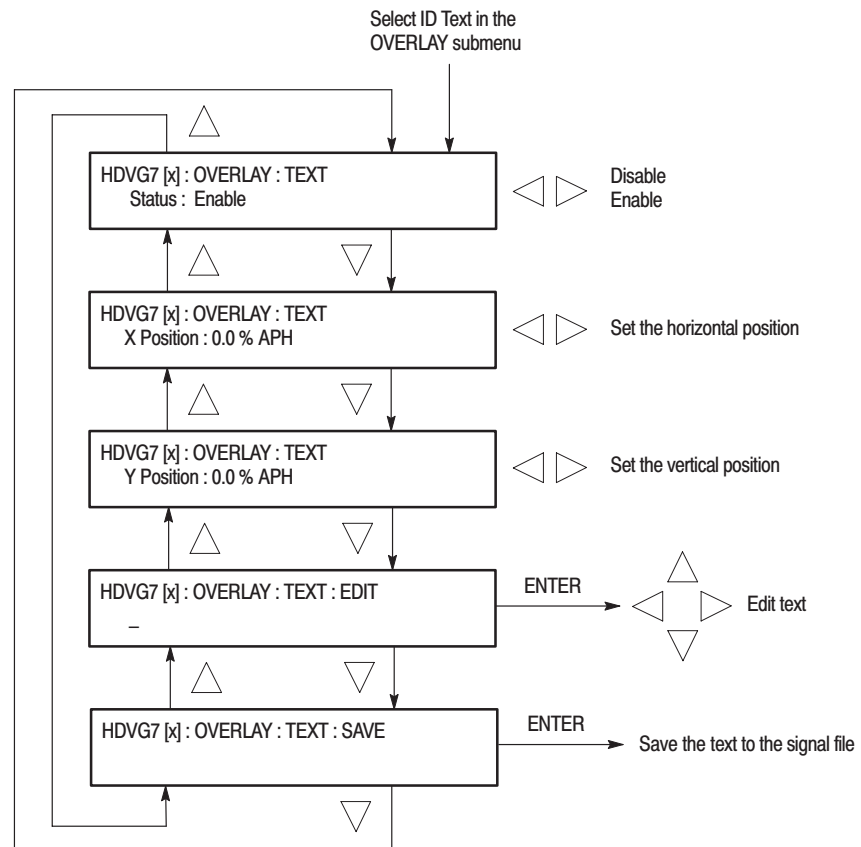 Select ID Text in the
OVERLAY submenu
HDVG7 [x] : OVERLAY : TEXT
Status : Enable
Disable
Enable
HDVG7 [x] : OVERLAY : TEXT
X Position : 0.0 % APH
Set the horizontal position
HDVG7 [x] : OVERLAY : TEXT
Y Position : 0.0 % APH
Set the vertical position
HDVG7 [x] : OVERLAY : TEXT : EDIT
_
ENTER
Edit text
HDVG7 [x] : OVERLAY : TEXT : SAVE
ENTER
Save the text to the signal file